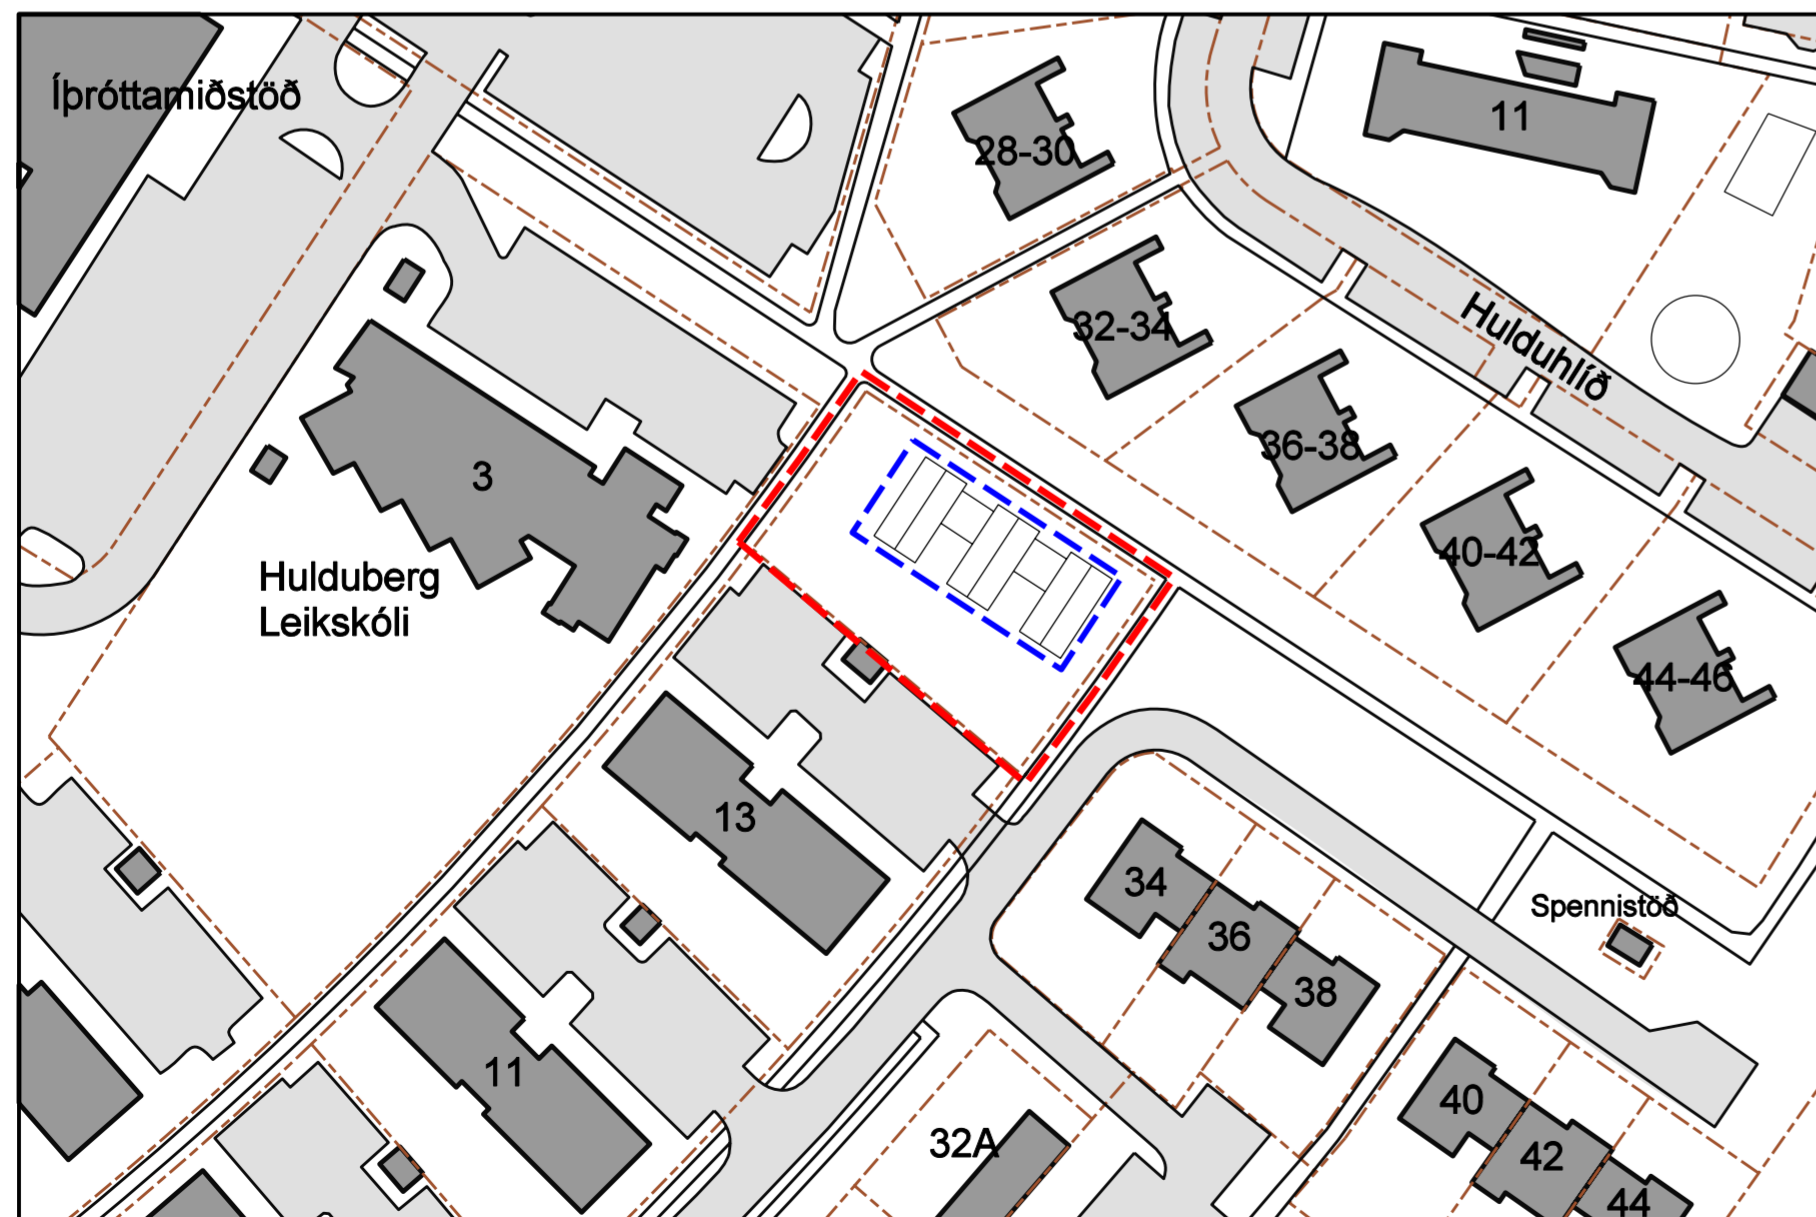 Íþróttamiðstöð
11
28-30
32-34
Hulduhlíð
36-38
3
40-42
Hulduberg
Leikskóli
44-46
13
34
Spennistöð
36
38
11
40
32A
42
44